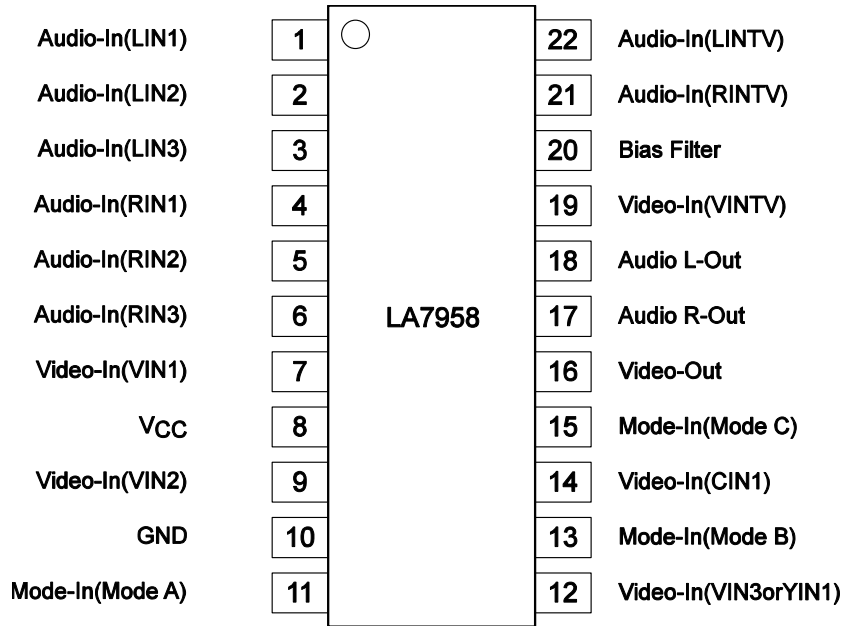 Audio-In(LIN1) 1 22 Audio-In(LINTV)
Audio-In(LIN2) 2 21 Audio-In(RINTV)
Audio-In(LIN3) 3 20 Bias Filter
Audio-In(RIN1) 4 19 Video-In(VINTV)
Audio-In(RIN2) 5 18 Audio L-Out
Audio-In(RIN3) 6 LA7958 17 Audio R-Out
Video-In(VIN1) 7 16 Video-Out
VCC 8 15 Mode-In(Mode C)
Video-In(VIN2) 9 14 Video-In(CIN1)
GND 10 13 Mode-In(Mode B)
Mode-In(Mode A) 11 12 Video-In(VIN3orYIN1)